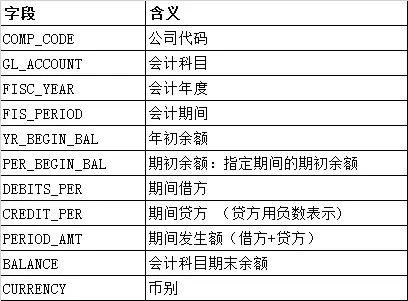 字段 含义
COMP_CODE 公司代码
GL_ACCOUNT 会计科目
FISC_YEAR 会计年度
FIS_PERIOD 会计期间
YR_BEGIN_BAL 年初余额
PER_BEGIN_BAL 期初余额：指定期间的期初余额
DEBITS_PER 期间借方
CREDIT_PER 期间贷方 （贷方用负数表示）
PERIOD_AMT 期间发生额（借方+贷方）
BALANCE 会计科目期末余额
CURRENCY 币别